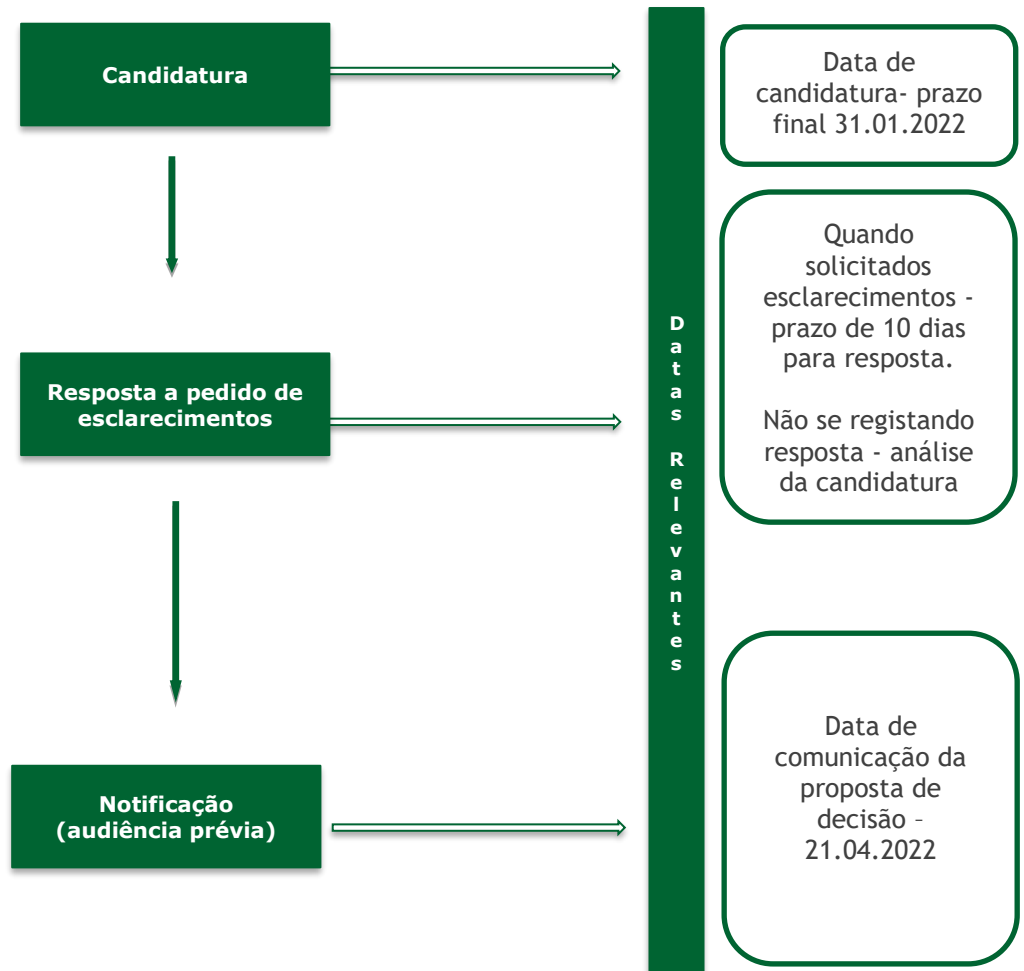 Candidatura
Data de
candidatura- prazo
final 31.01.2022
Resposta a pedido de
esclarecimentos
Quando
solicitados
esclarecimentos -
prazo de 10 dias
para resposta.
Não se registando
resposta - análise
da candidatura
Notificação
(audiência prévia)
Data de
comunicação da
proposta de
decisão –
21.04.2022
Datas Relevantes